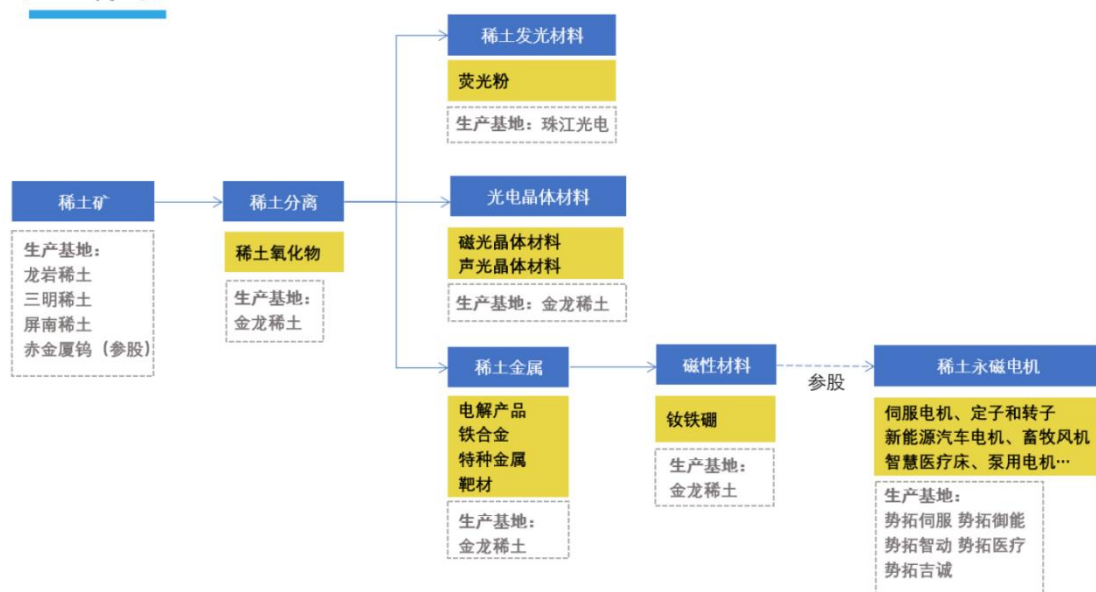 稀土发光材料
荧光粉
生产基地：珠江光电
稀土矿
生产基地：
龙岩稀土
三明稀土
屏南稀土
赤金厦钨（参股）
稀土分离
稀土氧化物
生产基地：
金龙稀土
光电晶体材料
磁光晶体材料
声光晶体材料
生产基地：金龙稀土
稀土金属
电解产品
铁合金
特种金属
靶材
生产基地：
金龙稀土
磁性材料
钕铁硼
生产基地：
金龙稀土
参股
稀土永磁电机
伺服电机、定子和转子
新能源汽车电机、畜牧风机
智慧医疗床、泵用电机…
生产基地：
势拓伺服 势拓御能
势拓智动 势拓医疗
势拓吉诚